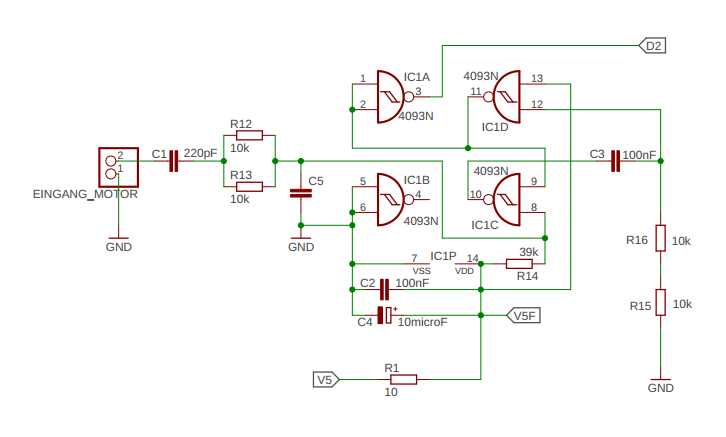 D2
1
IC1A
2
3
4093N
4093N
13
11
12
IC1D
R12
10k
2
1
C1
220pF
R13
10k
EINGANG_MOTOR
GND
C5
GND
5
IC1B
6
4
4093N
4093N
9
10
8
IC1C
C3
100nF
R16
10k
R15
10k
GND
7
IC1P
14
VSS
VDD
39k
R14
C2
100nF
C4
+
10microF
V5F
V5
R1
10